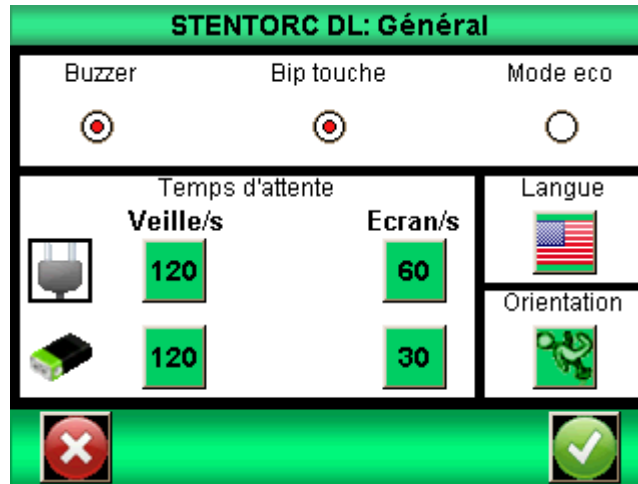 STENTORC DL: Général
Buzzer Bip touche Mode eco
Temps d'attente
Veille/s Ecran/s
120 60
120 30
Langue
Orientation